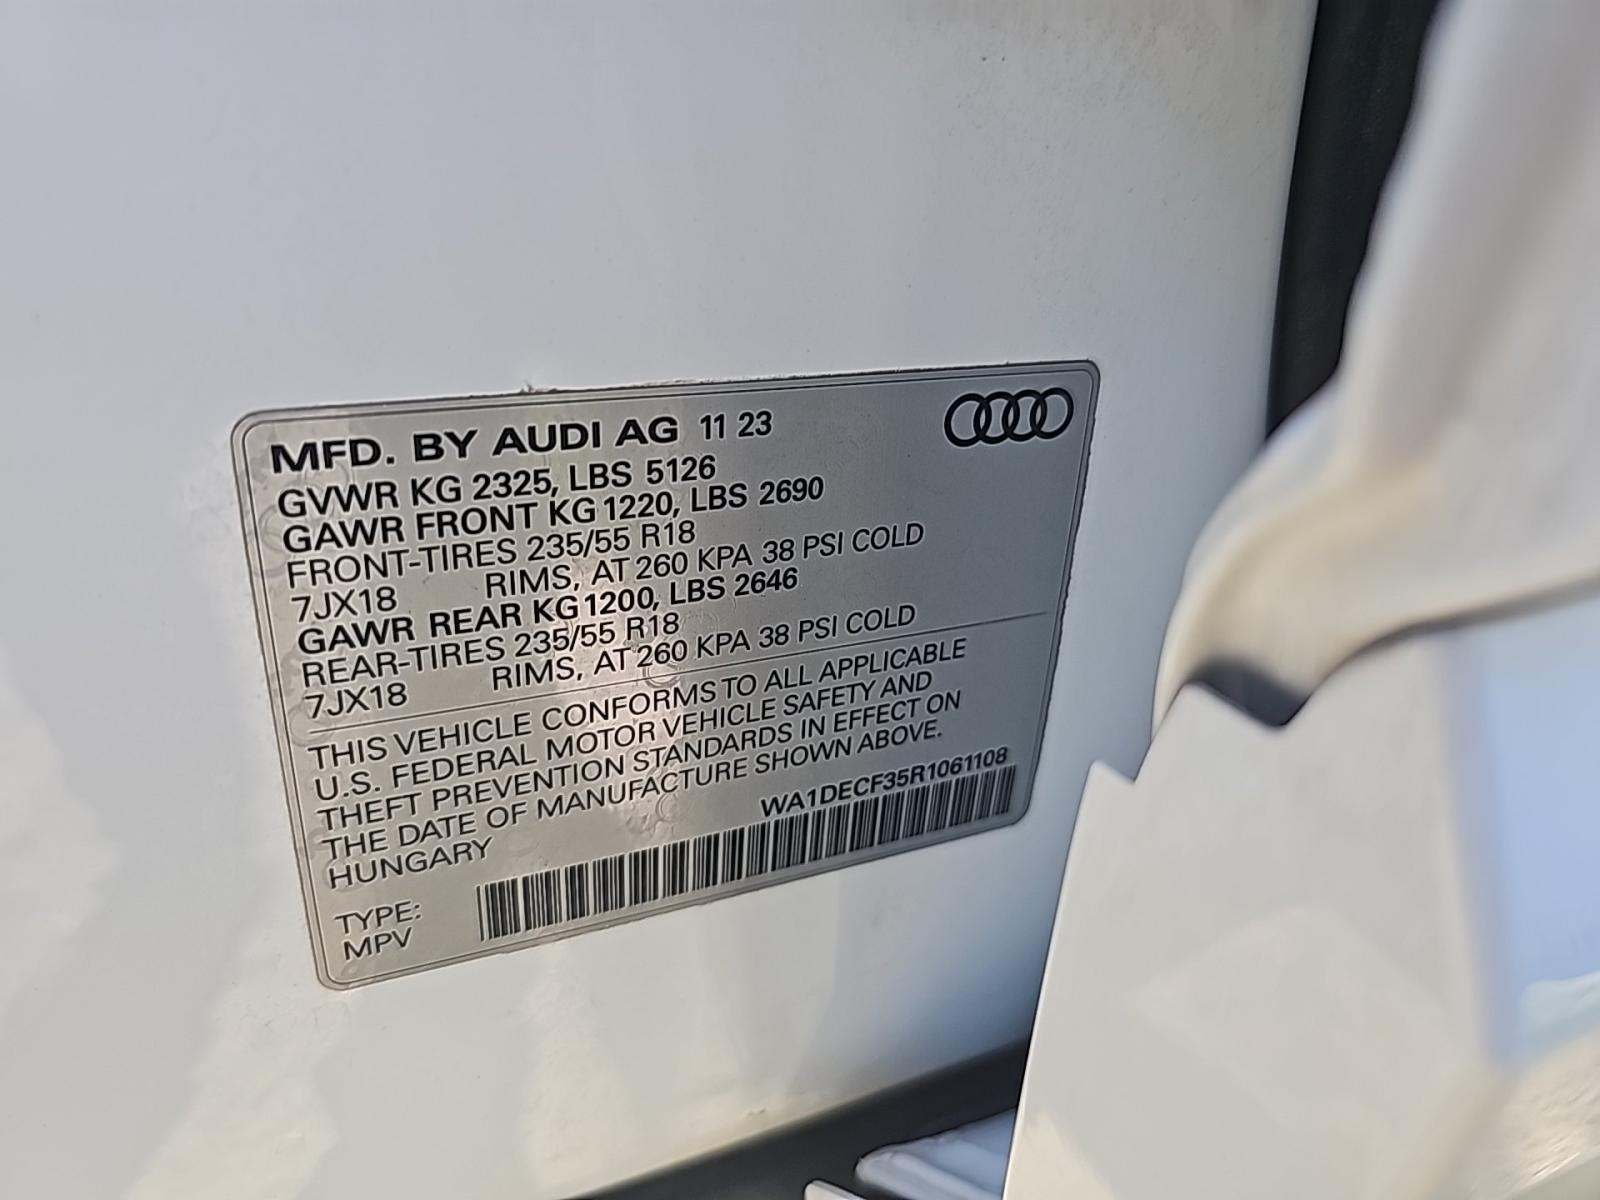 MFD. BY AUDI AG 11 23
GVWR KG 2325, LBS 5126
GAWR FRONT KG 1220, LBS 2690
FRONT-TIRES 235/55 R18
7JX18 RIMS, AT 260 KPA 38 PSI COLD
GAWR REAR KG 1200, LBS 2646
REAR-TIRES 235/55 R18
7JX18 RIMS, AT 260 KPA 38 PSI COLD
THIS VEHICLE CONFORMS TO ALL APPLICABLE
U.S. FEDERAL MOTOR VEHICLE SAFETY AND
THEFT PREVENTION STANDARDS IN EFFECT ON
THE DATE OF MANUFACTURE SHOWN ABOVE.
HUNGARY
WA1DECF35R1061108
TYPE:
MPV